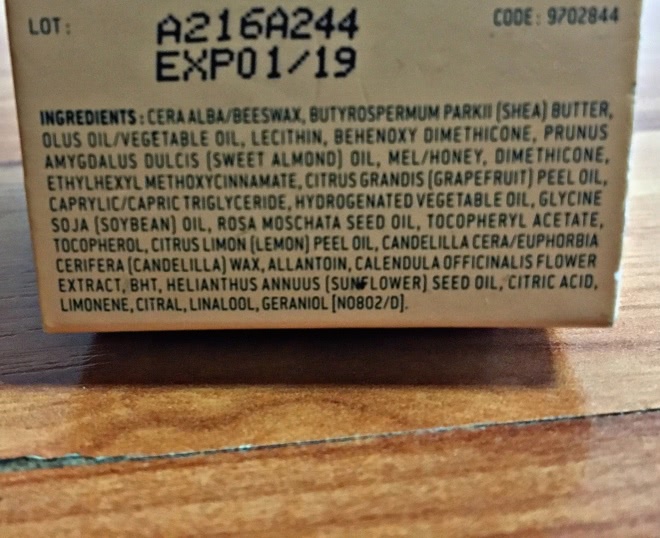 LOT: A216A244 CODE: 9702844
EXP01/19
INGREDIENTS: CERA ALBA/BEESWAX, BUTYROSPERMUM PARKII (SHEA) BUTTER,
OLUS OIL/VEGETABLE OIL, LECITHIN, BEHENOXY DIMETHICONE, PRUNUS
AMYGDALUS DULCIS (SWEET ALMOND) OIL, MEL/HONEY, DIMETHICONE,
ETHYLHEXYL METHOXYCINNAMATE, CITRUS GRANDIS (GRAPEFRUIT) PEEL OIL,
CAPRYLIC/CAPRIC TRIGLYCERIDE, HYDROGENATED VEGETABLE OIL, GLYCINE
SOJA (SOYBEAN) OIL, ROSA MOSCHATA SEED OIL, TOCOPHERYL ACETATE,
TOCOPHEROL, CITRUS LIMON (LEMON) PEEL OIL, CANDELILLA CERA/EUPHORBIA
CERIFERA (CANDELILLA) WAX, ALLANTOIN, CALENDULA OFFICINALIS FLOWER
EXTRACT, BHT, HELIANTHUS ANNUUS (SUNFLOWER) SEED OIL, CITRIC ACID,
LIMONENE, CITRAL, LINALOOL, GERANIOL [N0802/D].